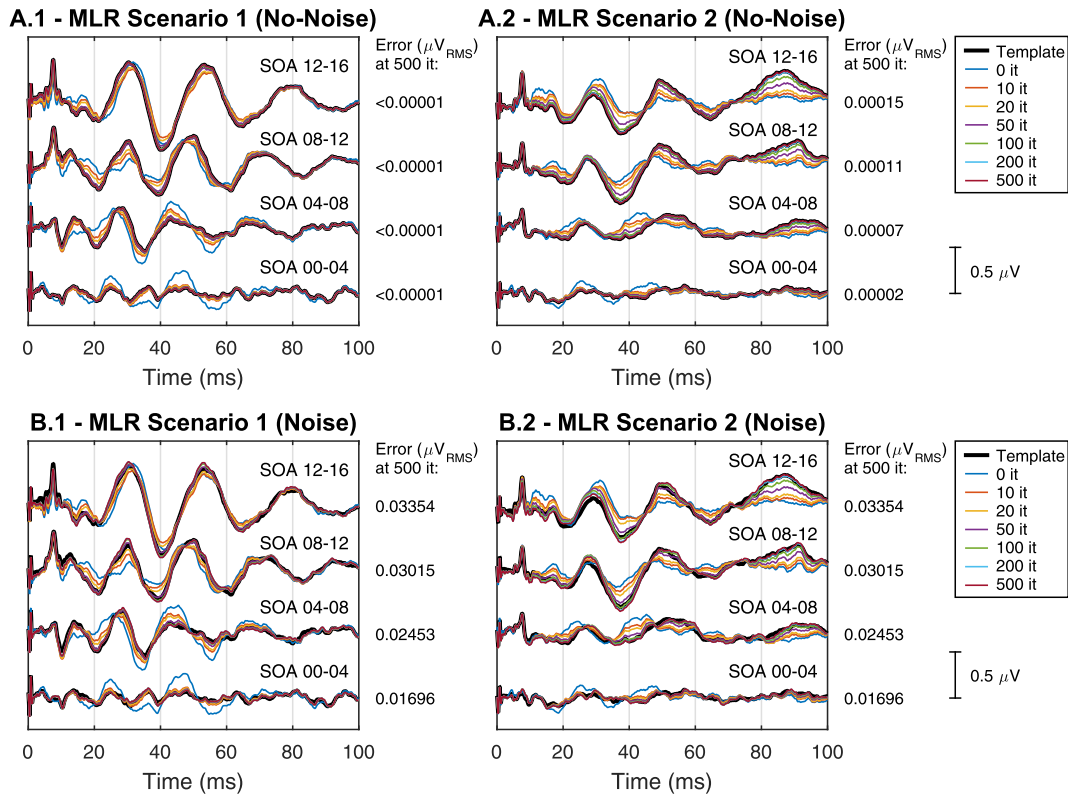 A.1 - MLR Scenario 1 (No-Noise)
Error (μV_RMS)
at 500 it:
SOA 12-16
<0.00001
SOA 08-12
<0.00001
SOA 04-08
<0.00001
SOA 00-04
<0.00001
0 20 40 60 80 100
Time (ms)
A.2 - MLR Scenario 2 (No-Noise)
Error (μV_RMS)
at 500 it:
SOA 12-16
0.00015
SOA 08-12
0.00011
SOA 04-08
0.00007
SOA 00-04
0.00002
0 20 40 60 80 100
Time (ms)
Template
0 it
10 it
20 it
50 it
100 it
200 it
500 it
0.5 μV
B.1 - MLR Scenario 1 (Noise)
Error (μV_RMS)
at 500 it:
SOA 12-16
0.03354
SOA 08-12
0.03015
SOA 04-08
0.02453
SOA 00-04
0.01696
0 20 40 60 80 100
Time (ms)
B.2 - MLR Scenario 2 (Noise)
Error (μV_RMS)
at 500 it:
SOA 12-16
0.03354
SOA 08-12
0.03015
SOA 04-08
0.02453
SOA 00-04
0.01696
0 20 40 60 80 100
Time (ms)
Template
0 it
10 it
20 it
50 it
100 it
200 it
500 it
0.5 μV